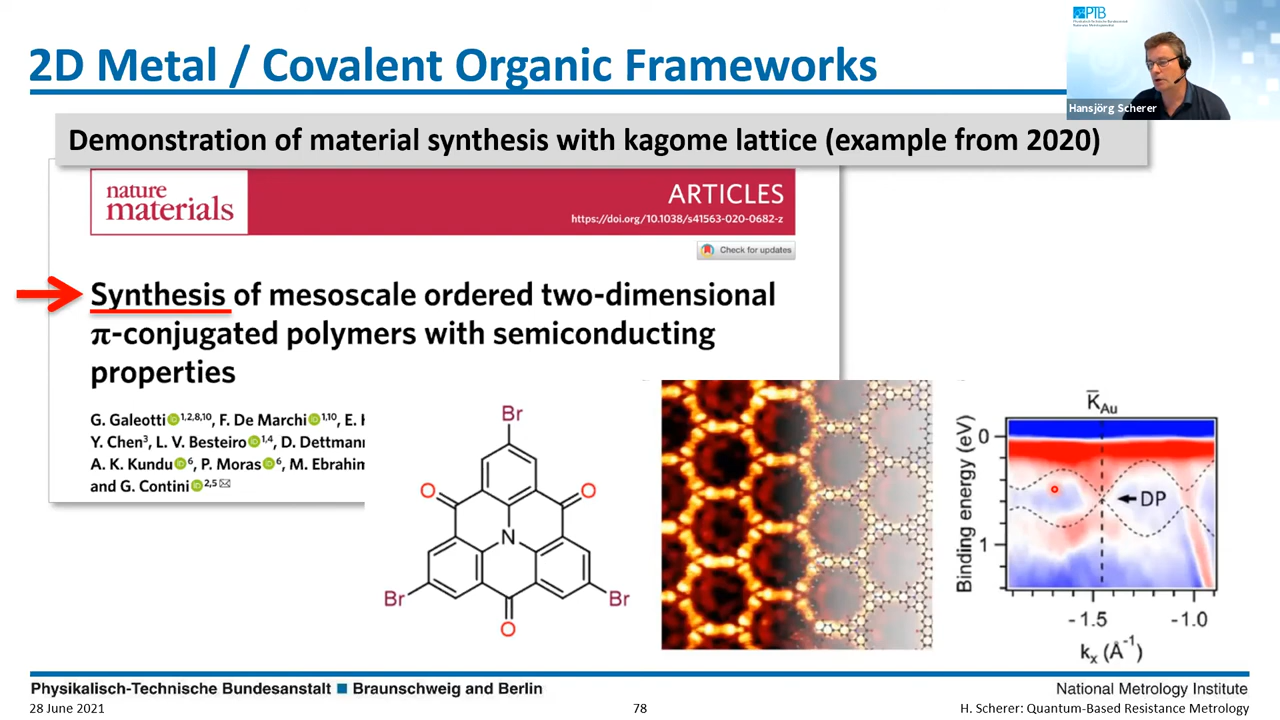 2D Metal / Covalent Organic Frameworks
PTB
Hansjörg Scherer
Demonstration of material synthesis with kagome lattice (example from 2020)
nature
materials
ARTICLES
https://doi.org/10.1038/s41563-020-0682-z
Check for updates
Synthesis of mesoscale ordered two-dimensional
π-conjugated polymers with semiconducting
properties
G. Galeotti 1,2,8,10, F. De Marchi 1,10, E.
Y. Chen3, L. V. Besteiro 1,4, D. Dettmann
A. K. Kundu 6, P. Moras 6, M. Ebrahim
and G. Contini 2,5
Br
O
O
N
Br
Br
O
K̅Au
0
DP
1
Binding energy (eV)
-1.5
-1.0
kx (Å-1)
Physikalisch-Technische Bundesanstalt ■ Braunschweig and Berlin
National Metrology Institute
28 June 2021
78
H. Scherer: Quantum-Based Resistance Metrology